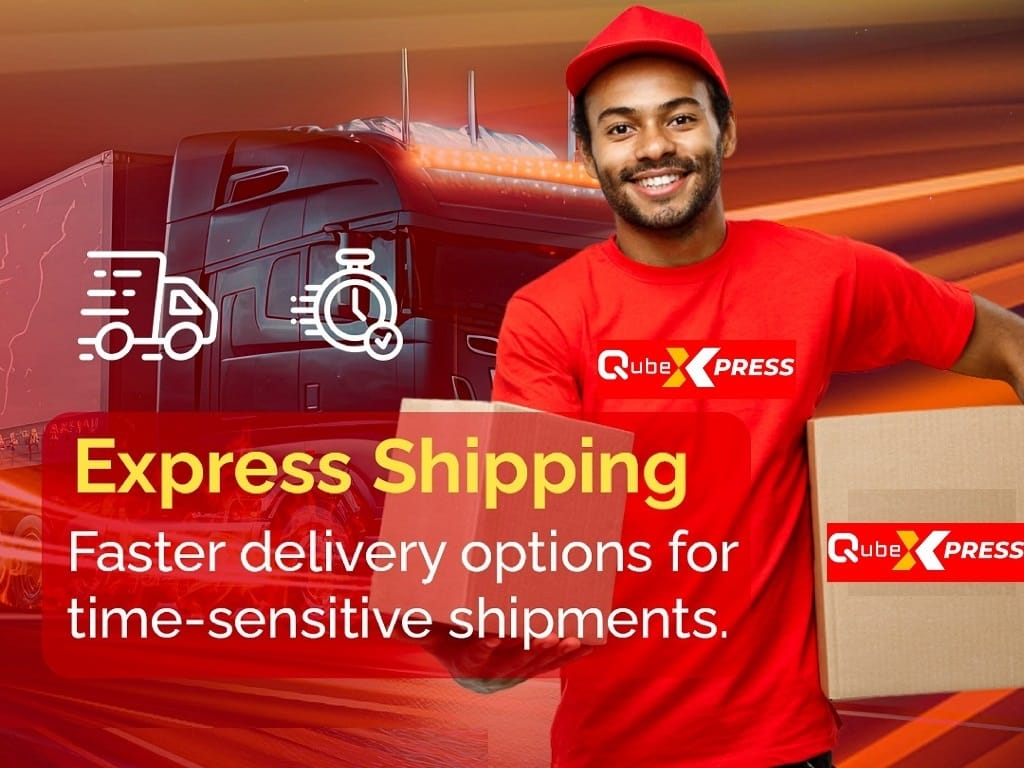 QubeXPRESS
Express Shipping
Faster delivery options for
time-sensitive shipments.
QubeXPRESS